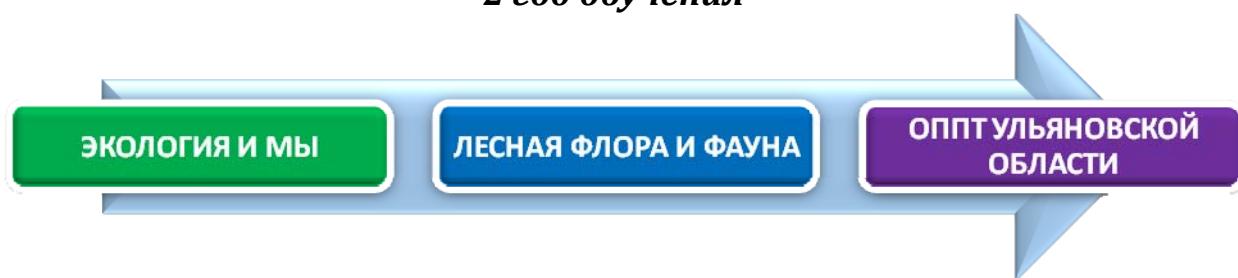 2 год обучения
ЭКОЛОГИЯ И МЫ
ЛЕСНАЯ ФЛОРА И ФАУНА
ОППТ УЛЬЯНОВСКОЙ
ОБЛАСТИ